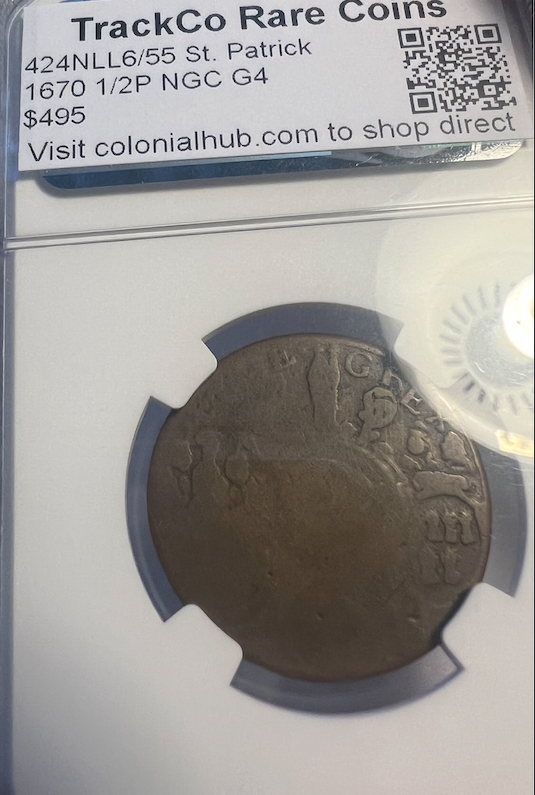 TrackCo Rare Coins
424NLL6/55 St. Patrick
1670 1/2P NGC G4
$495
Visit colonialhub.com to shop direct